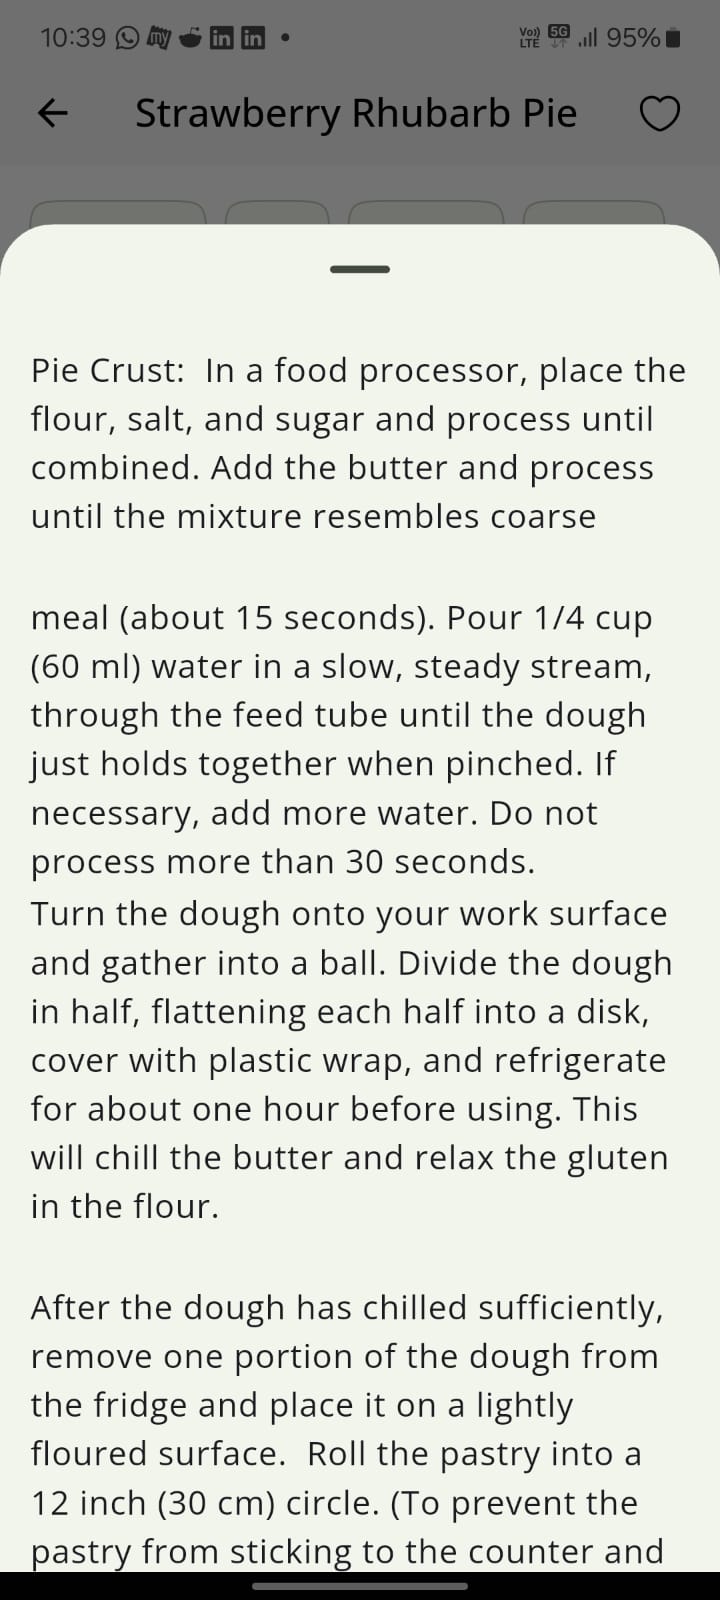 10:39
Vo)) LTE 5G 95%
Strawberry Rhubarb Pie
Pie Crust:  In a food processor, place the
flour, salt, and sugar and process until
combined. Add the butter and process
until the mixture resembles coarse
meal (about 15 seconds). Pour 1/4 cup
(60 ml) water in a slow, steady stream,
through the feed tube until the dough
just holds together when pinched. If
necessary, add more water. Do not
process more than 30 seconds.
Turn the dough onto your work surface
and gather into a ball. Divide the dough
in half, flattening each half into a disk,
cover with plastic wrap, and refrigerate
for about one hour before using. This
will chill the butter and relax the gluten
in the flour.
After the dough has chilled sufficiently,
remove one portion of the dough from
the fridge and place it on a lightly
floured surface.  Roll the pastry into a
12 inch (30 cm) circle. (To prevent the
pastry from sticking to the counter and